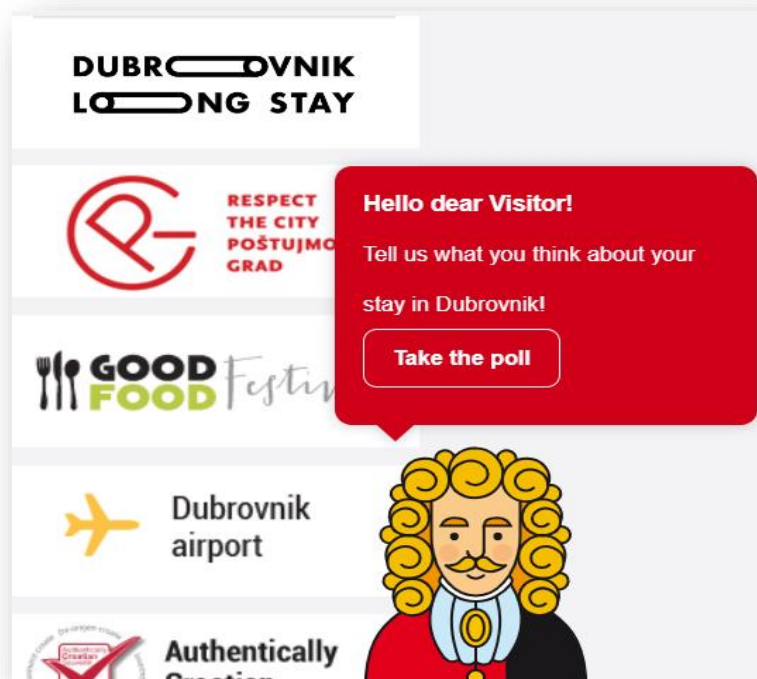 DUBROVNIK
LONG STAY
RESPECT
THE CITY
POŠTUJMO
GRAD
Hello dear Visitor!
Tell us what you think about your
stay in Dubrovnik!
Take the poll
GOOD
FOOD
Dubrovnik
airport
Authentically